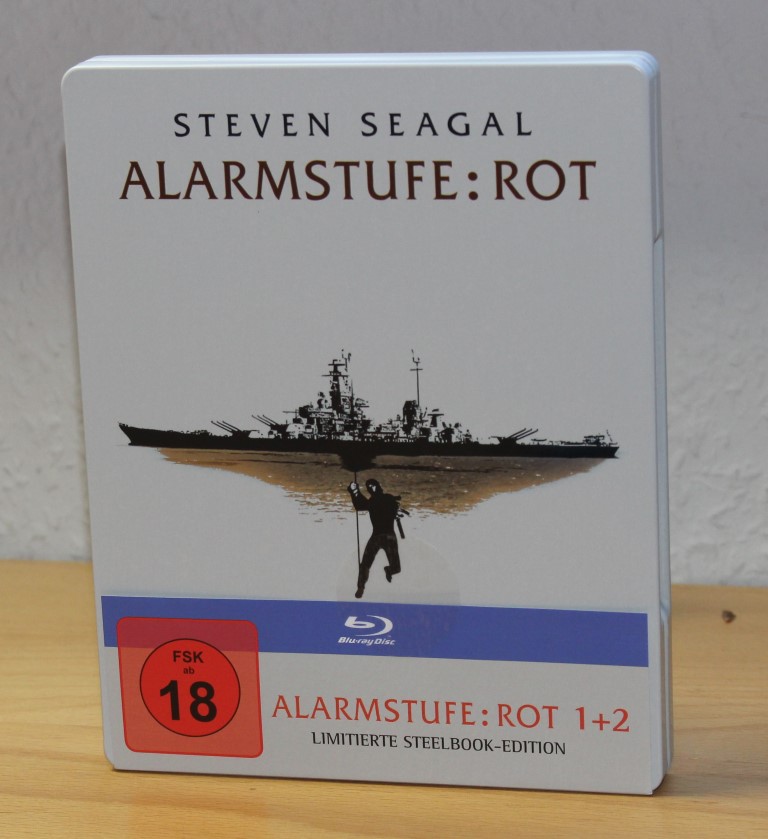 STEVEN SEAGAL
ALARMSTUFE: ROT
Blu-ray Disc
FSK
ab
18
ALARMSTUFE: ROT 1+2
LIMITIERTE STEELBOOK-EDITION